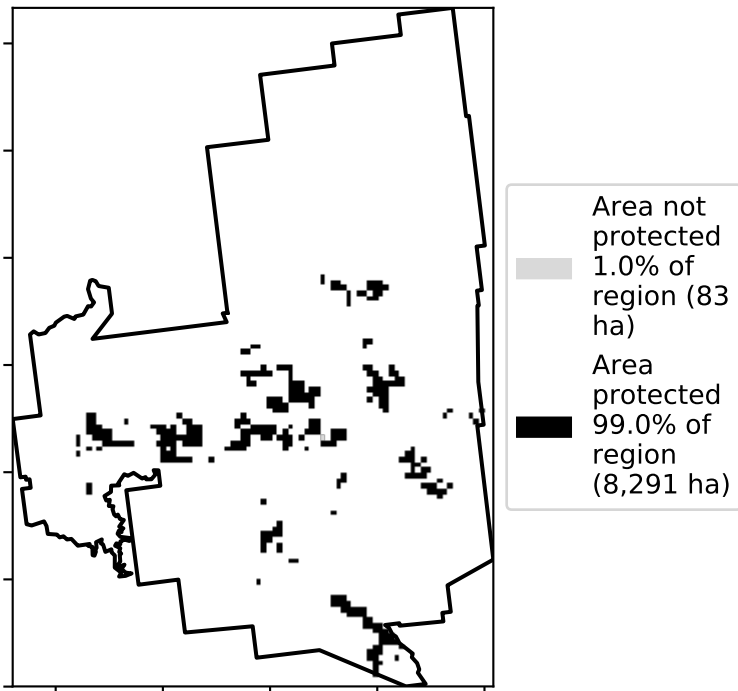 Area not
protected
1.0% of
region (83
ha)
Area
protected
99.0% of
region
(8,291 ha)